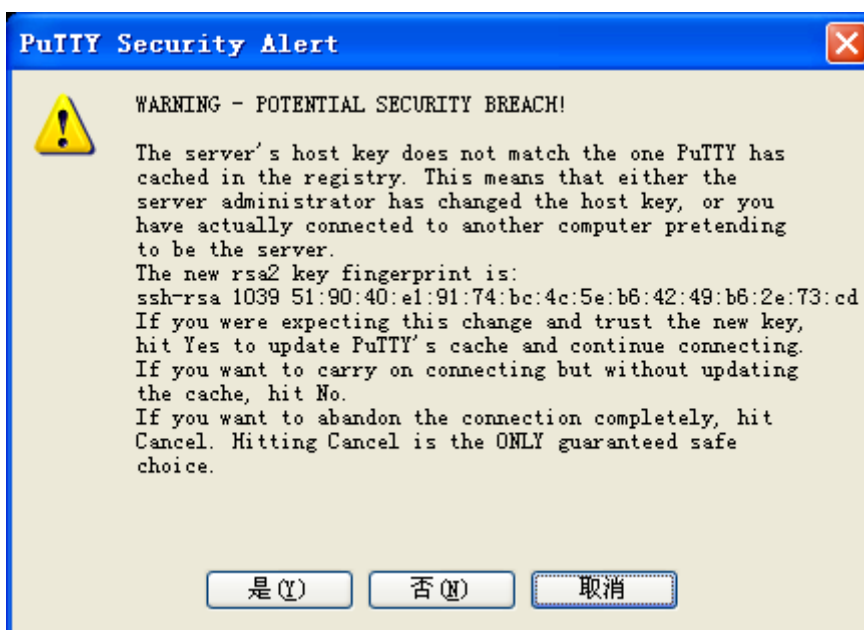 PuTTY Security Alert
WARNING - POTENTIAL SECURITY BREACH!
The server's host key does not match the one PuTTY has
cached in the registry. This means that either the
server administrator has changed the host key, or you
have actually connected to another computer pretending
to be the server.
The new rsa2 key fingerprint is:
ssh-rsa 1039 51:90:40:e1:91:74:bc:4c:5e:b6:42:49:b6:2e:73:cd
If you were expecting this change and trust the new key,
hit Yes to update PuTTY's cache and continue connecting.
If you want to carry on connecting but without updating
the cache, hit No.
If you want to abandon the connection completely, hit
Cancel. Hitting Cancel is the ONLY guaranteed safe
choice.
是(Y) 否(N) 取消